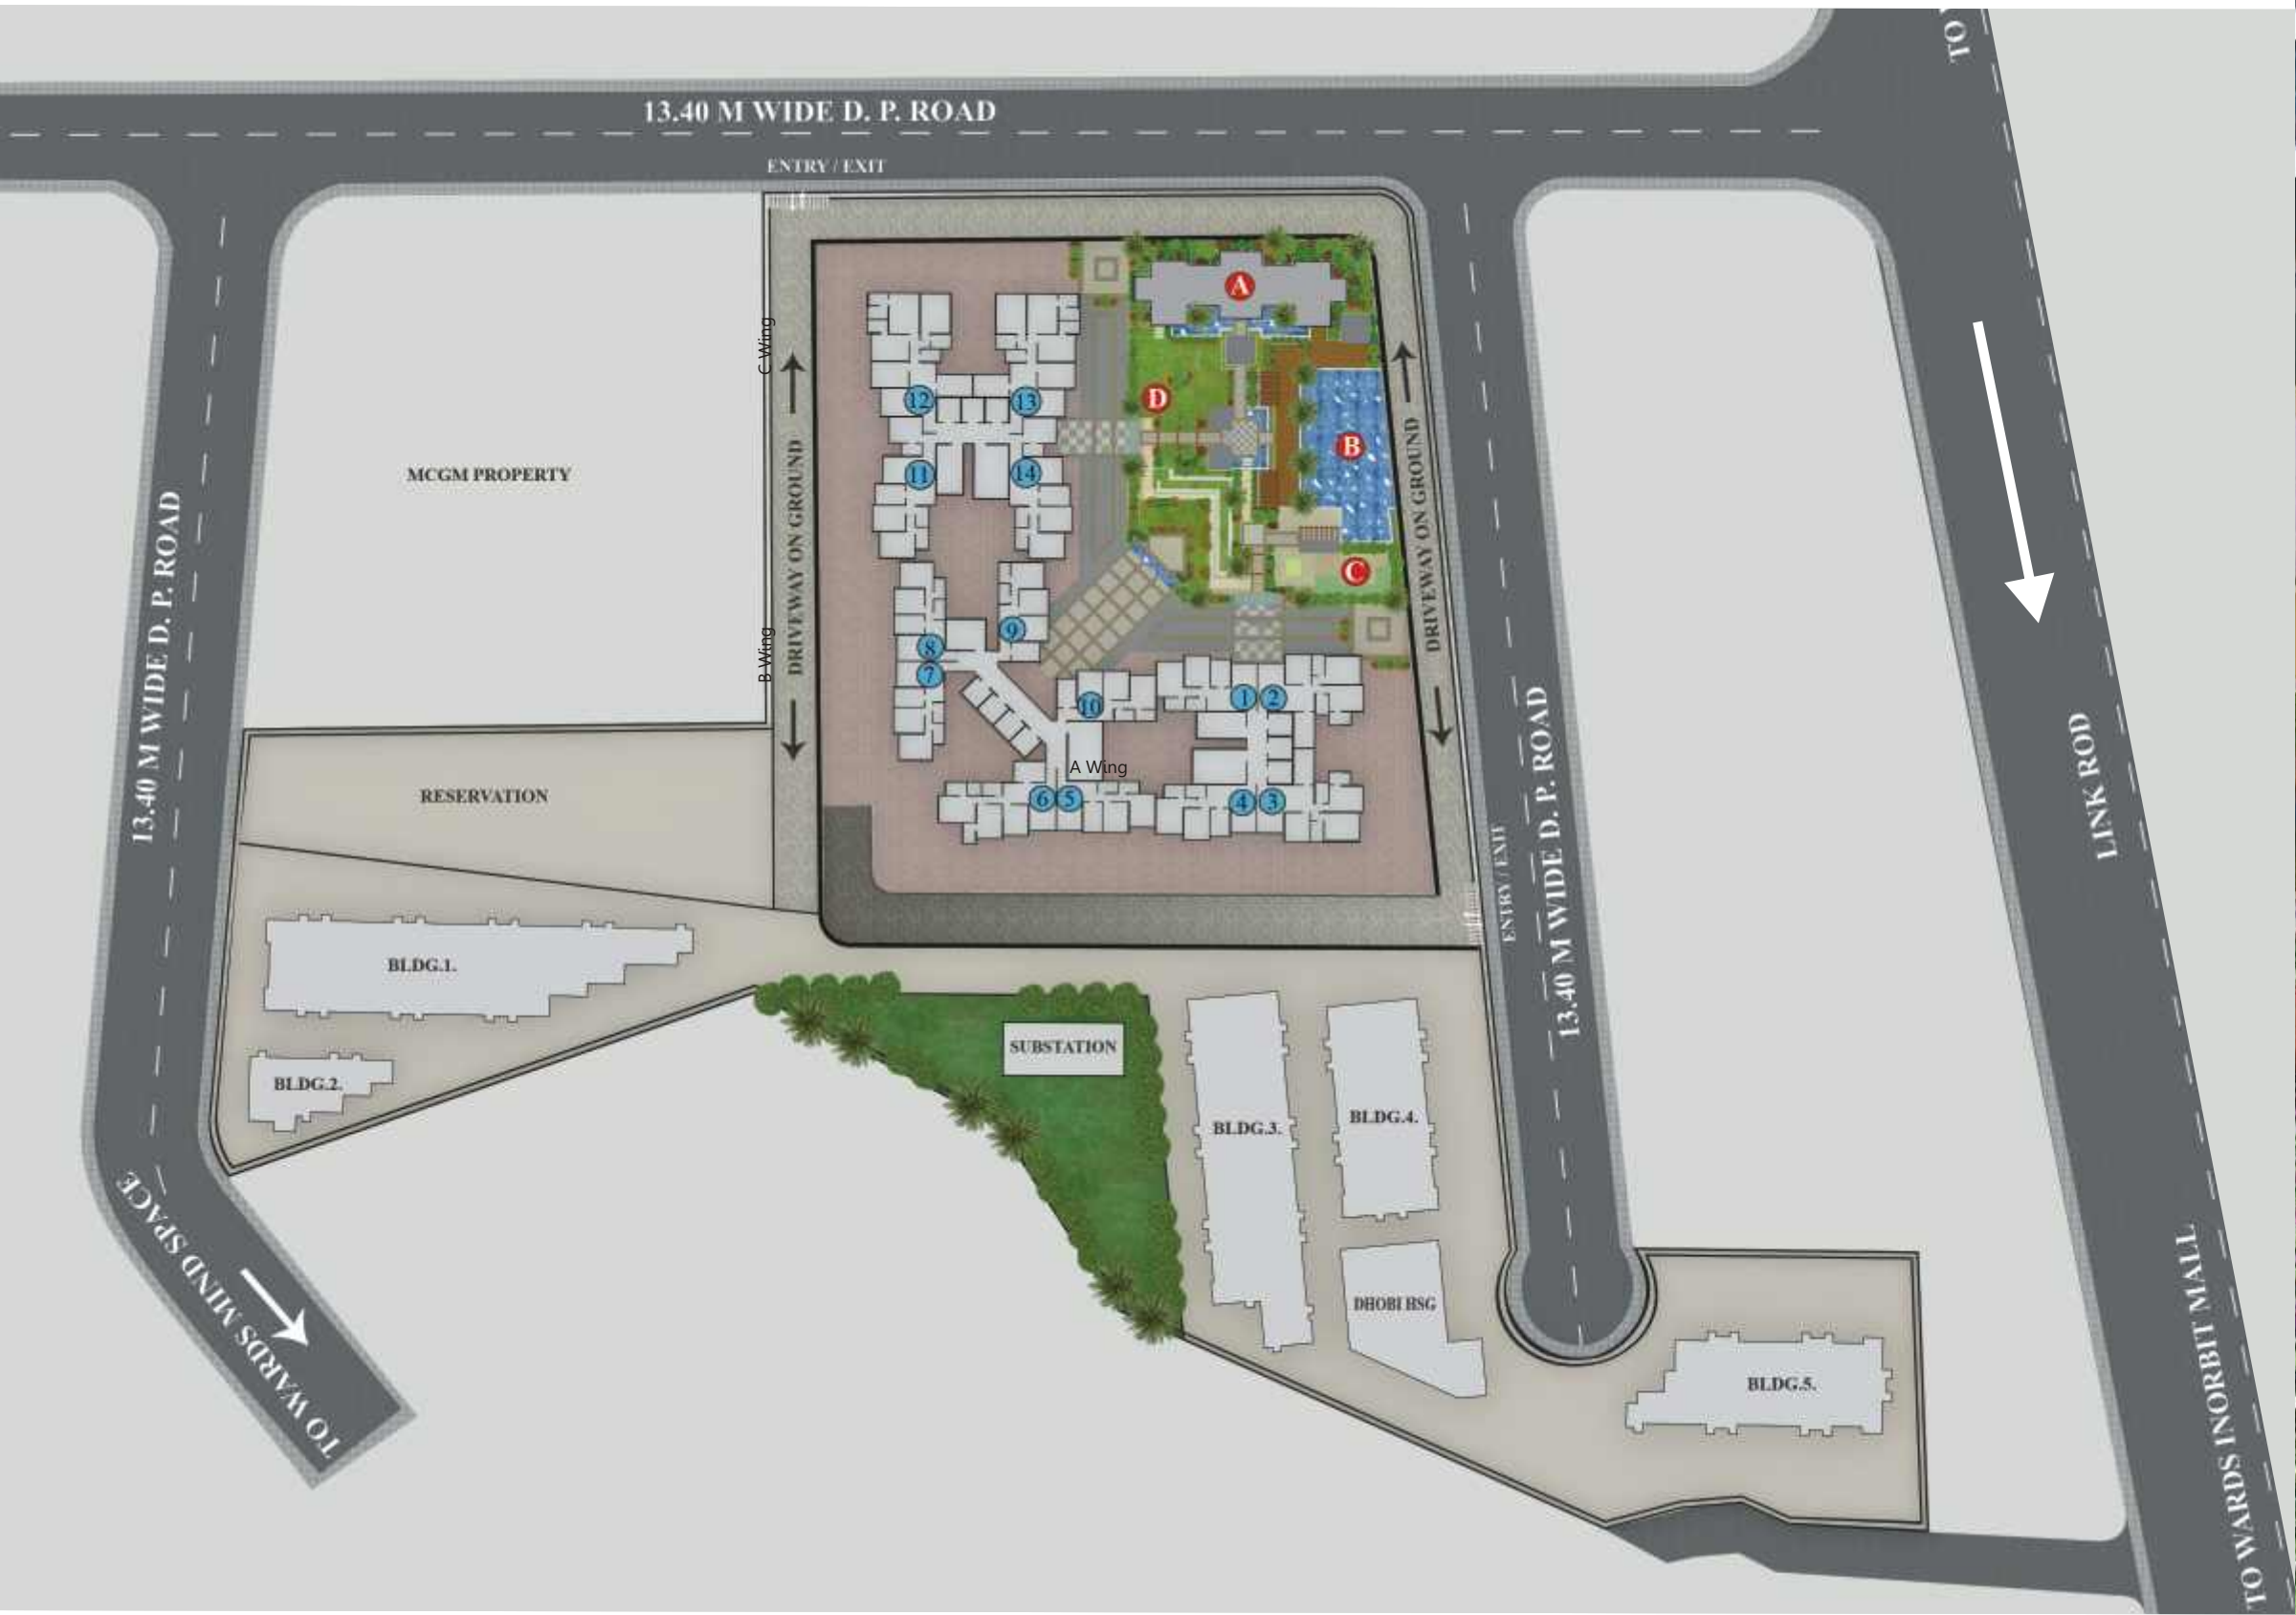 TO
13.40 M WIDE D. P. ROAD
ENTRY / EXIT
A
C Wing
12
13
D
B
MCGM PROPERTY
11
14
DRIVEWAY ON GROUND
DRIVEWAY ON GROUND
C
13.40 M WIDE D. P. ROAD
B Wing
9
8
7
10
1
2
A Wing
RESERVATION
6
5
4
3
LINK ROD
ENTRY / EXIT
13.40 M WIDE D. P. ROAD
BLDG.1.
SUBSTATION
BLDG.2.
BLDG.3.
BLDG.4.
TO WARDS MIND SPACE
DHOBI HSG
BLDG.5.
TO WARDS INORBIT MALL